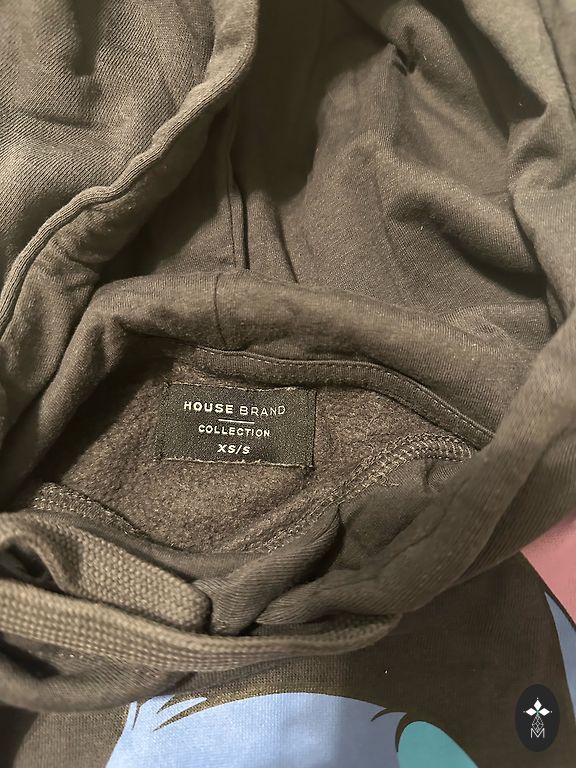 HOUSE BRAND
COLLECTION
XS/S
M